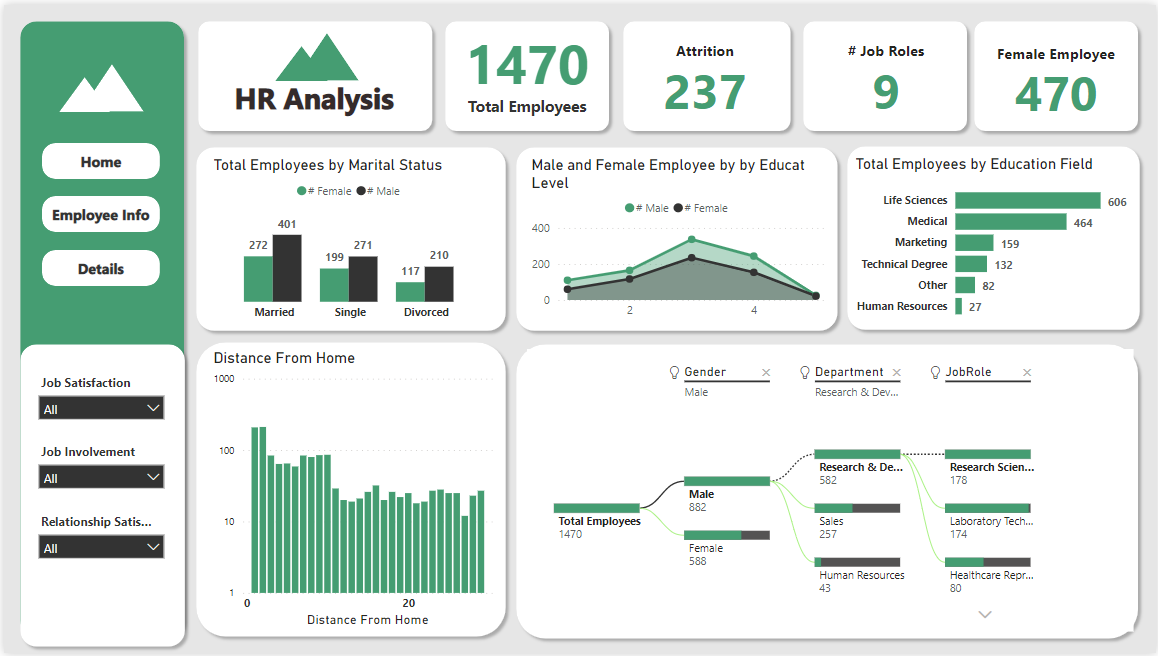 Home
Employee Info
Details
Job Satisfaction
All
Job Involvement
All
Relationship Satis...
All
HR Analysis
1470
Total Employees
Attrition
237
# Job Roles
9
Female Employee
470
Total Employees by Marital Status
# Female # Male
272 401
199 271
117 210
Married Single Divorced
Male and Female Employee by by Educat
Level
# Male # Female
400
200
0
2 4
Total Employees by Education Field
Life Sciences 606
Medical 464
Marketing 159
Technical Degree 132
Other 82
Human Resources 27
Distance From Home
1000
100
10
1
0 20
Distance From Home
Gender Department JobRole
Male Research & Dev...
Total Employees
1470
Male
882
Female
588
Research & De...
582
Sales
257
Human Resources
43
Research Scien...
178
Laboratory Tech...
174
Healthcare Repr...
80